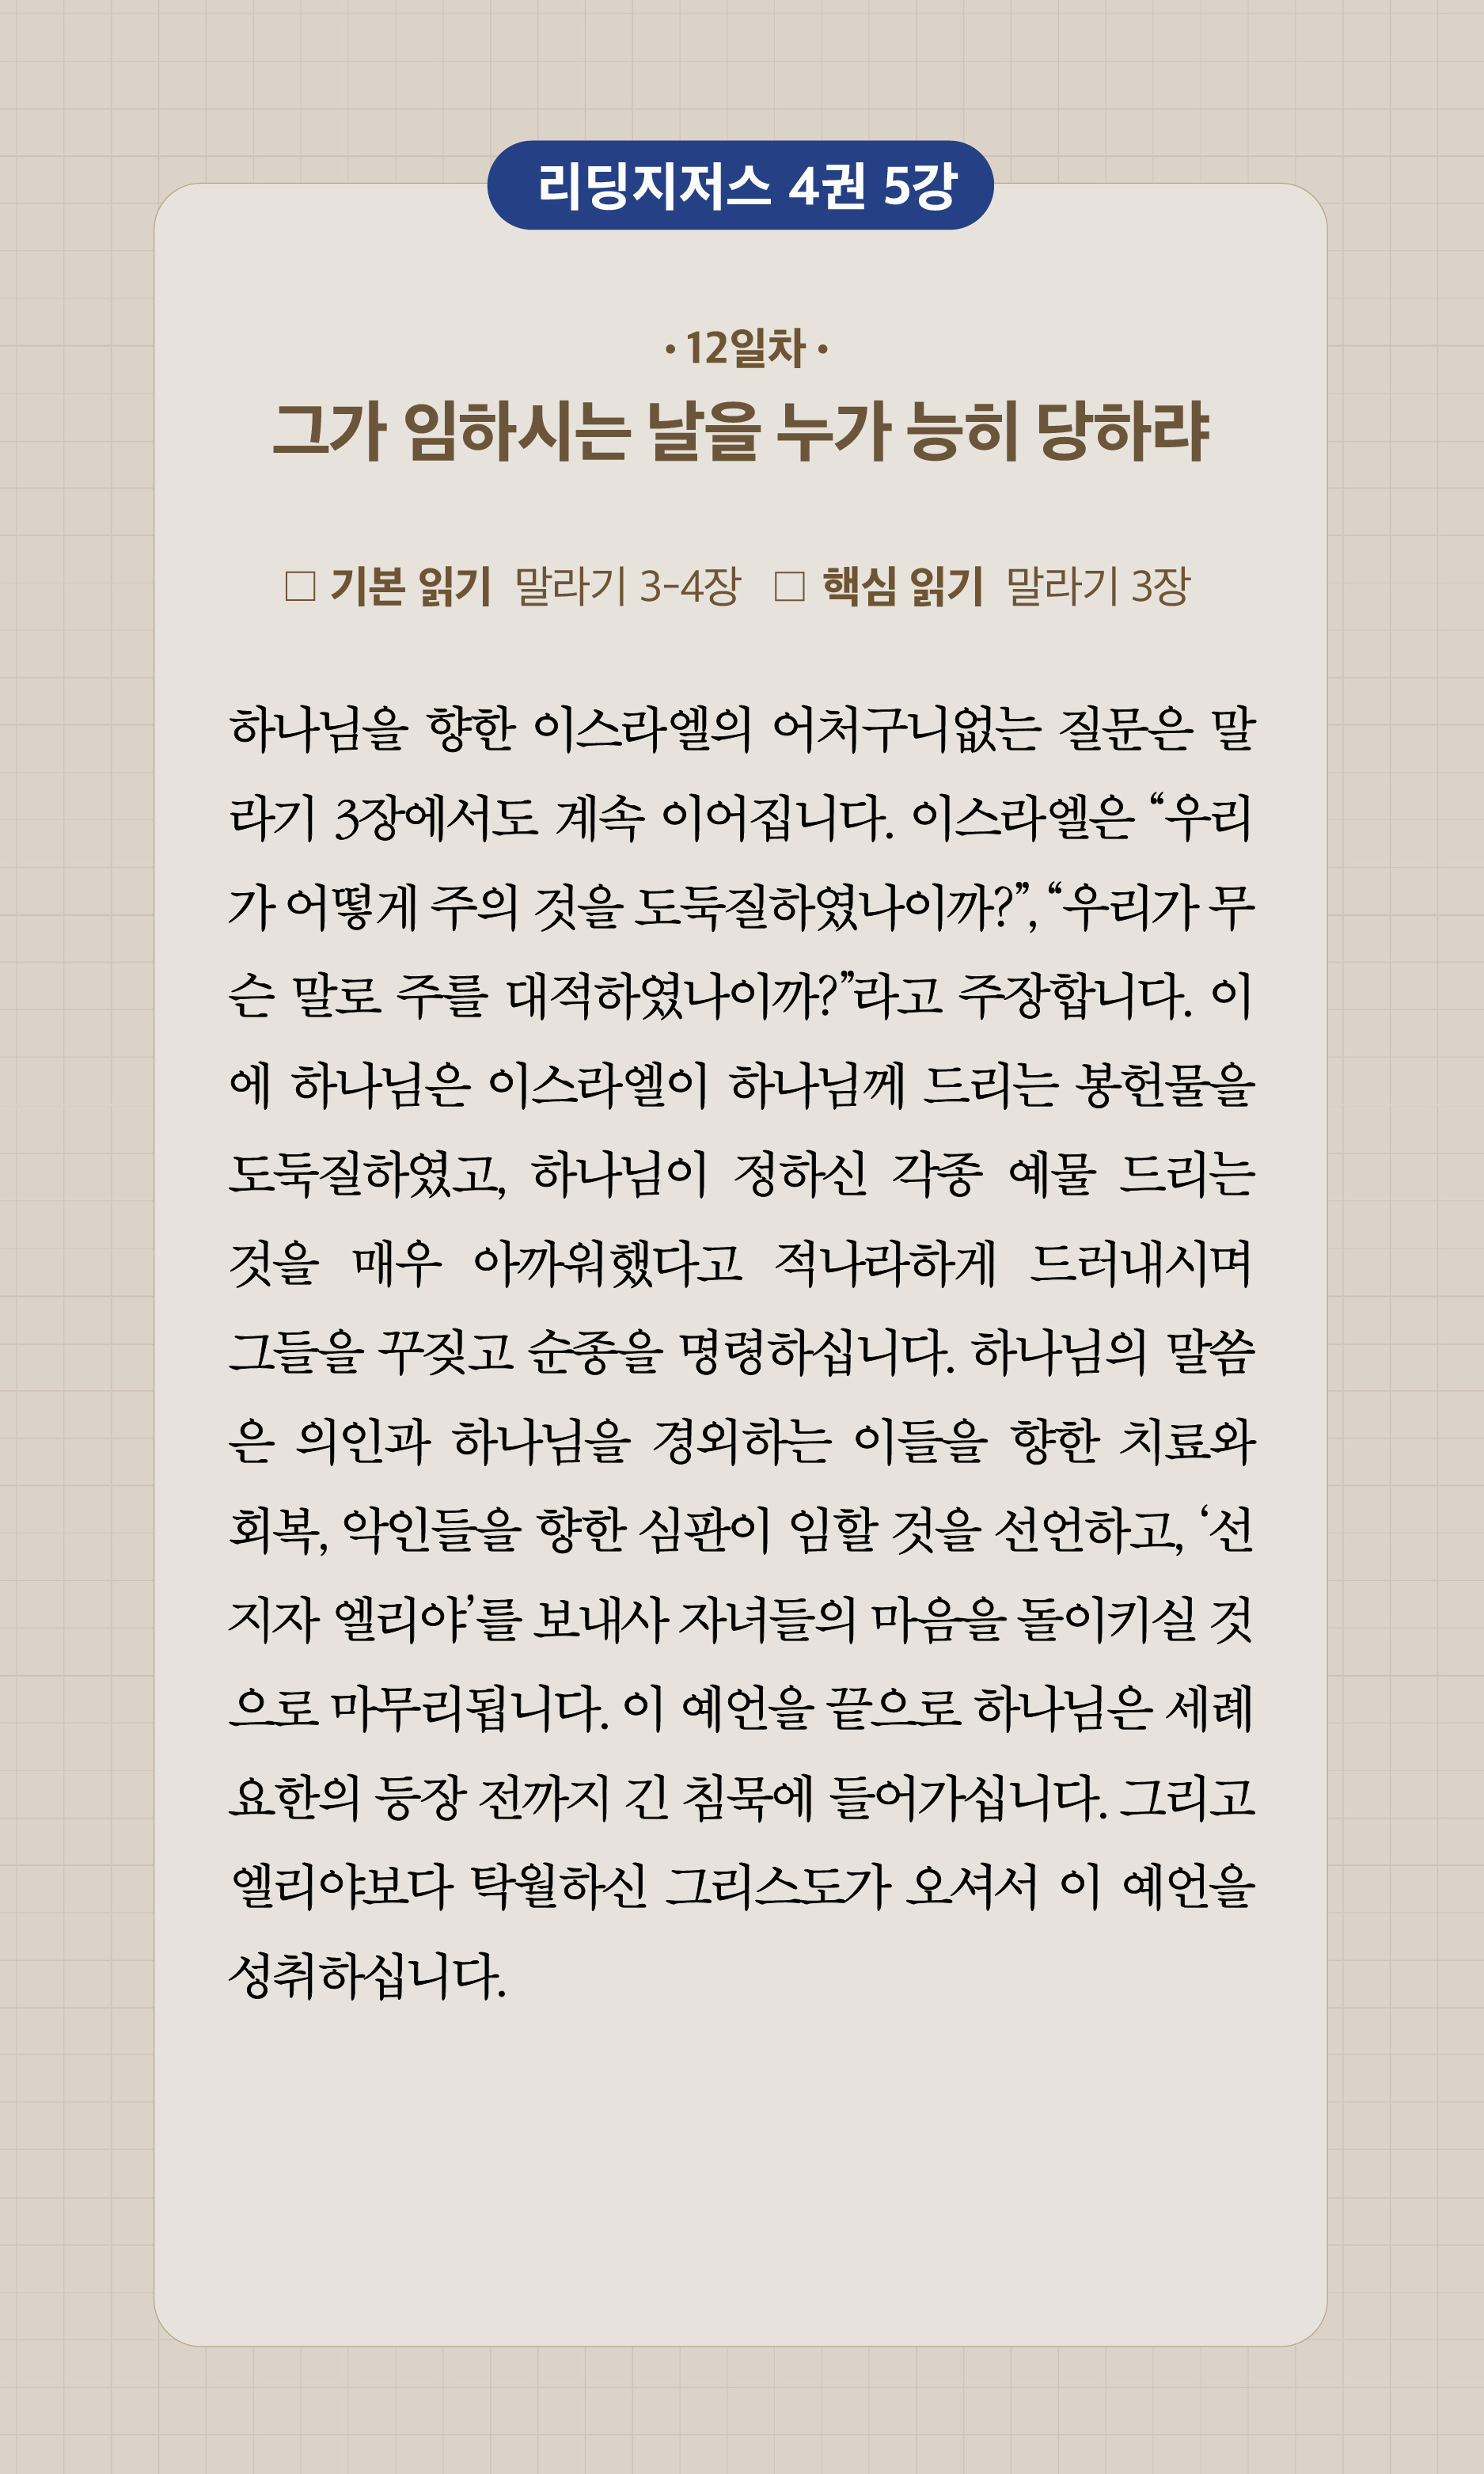 리딩지저스 4권 5강
· 12일차 ·
그가 임하시는 날을 누가 능히 당하랴
□ 기본 읽기 말라기 3-4장 □ 핵심 읽기 말라기 3장
하나님을 향한 이스라엘의 어처구니없는 질문은 말
라기 3장에서도 계속 이어집니다. 이스라엘은 “우리
가 어떻게 주의 것을 도둑질하였나이까?”, “우리가 무
슨 말로 주를 대적하였나이까?”라고 주장합니다. 이
에 하나님은 이스라엘이 하나님께 드리는 봉헌물을
도둑질하였고, 하나님이 정하신 각종 예물 드리는
것을 매우 아까워했다고 적나라하게 드러내시며
그들을 꾸짖고 순종을 명령하십니다. 하나님의 말씀
은 의인과 하나님을 경외하는 이들을 향한 치료와
회복, 악인들을 향한 심판이 임할 것을 선언하고, ‘선
지자 엘리야’를 보내사 자녀들의 마음을 돌이키실 것
으로 마무리됩니다. 이 예언을 끝으로 하나님은 세례
요한의 등장 전까지 긴 침묵에 들어가십니다. 그리고
엘리야보다 탁월하신 그리스도가 오셔서 이 예언을
성취하십니다.